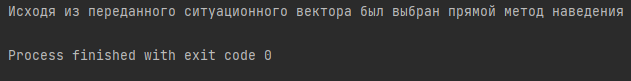 Исходя из переданного ситуационного вектора был выбран прямой метод наведения
Process finished with exit code 0